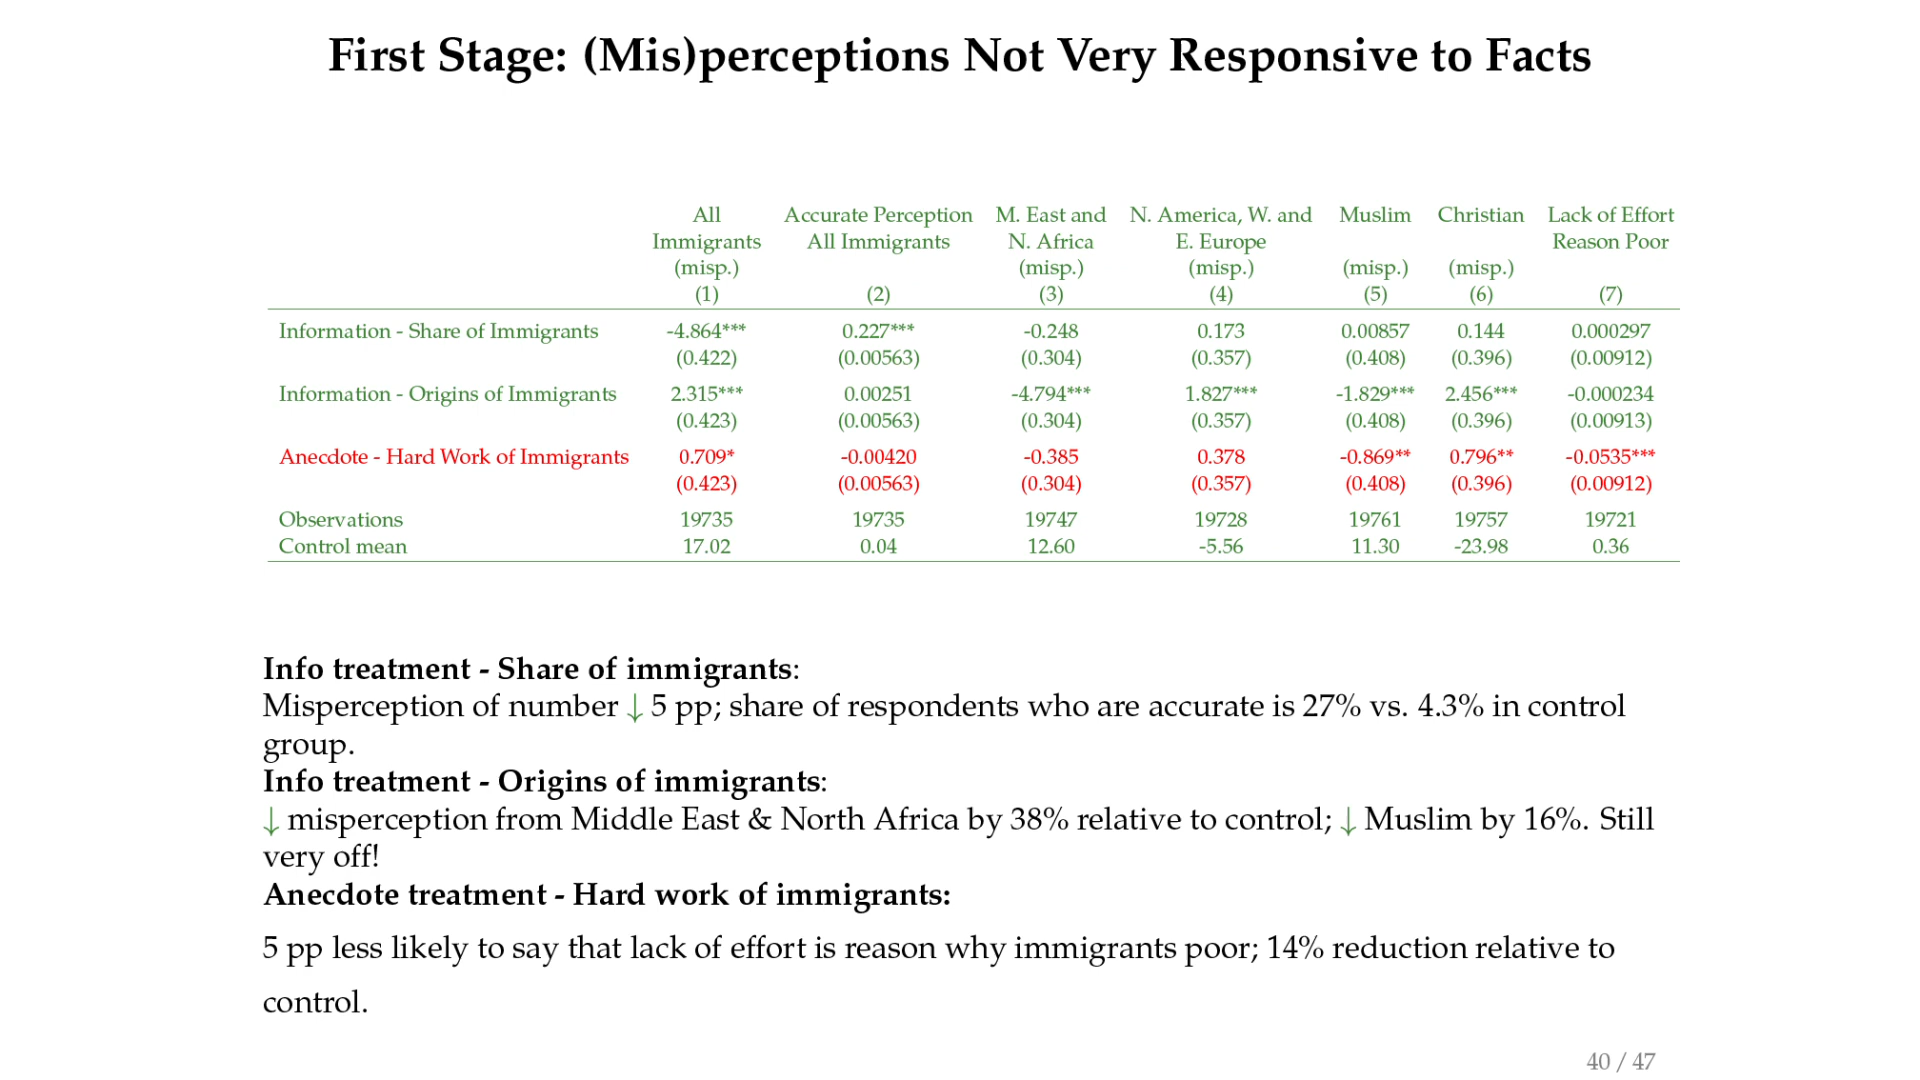 First Stage: (Mis)perceptions Not Very Responsive to Facts
All Accurate Perception M. East and N. America, W. and Muslim Christian Lack of Effort
Immigrants All Immigrants N. Africa E. Europe Reason Poor
(misp.) (misp.) (misp.) (misp.) (misp.)
(1) (2) (3) (4) (5) (6) (7)
Information - Share of Immigrants -4.864*** 0.227*** -0.248 0.173 0.00857 0.144 0.000297
(0.422) (0.00563) (0.304) (0.357) (0.408) (0.396) (0.00912)
Information - Origins of Immigrants 2.315*** 0.00251 -4.794*** 1.827*** -1.829*** 2.456*** -0.000234
(0.423) (0.00563) (0.304) (0.357) (0.408) (0.396) (0.00913)
Anecdote - Hard Work of Immigrants 0.709* -0.00420 -0.385 0.378 -0.869** 0.796** -0.0535***
(0.423) (0.00563) (0.304) (0.357) (0.408) (0.396) (0.00912)
Observations 19735 19735 19747 19728 19761 19757 19721
Control mean 17.02 0.04 12.60 -5.56 11.30 -23.98 0.36
Info treatment - Share of immigrants:
Misperception of number ↓ 5 pp; share of respondents who are accurate is 27% vs. 4.3% in control
group.
Info treatment - Origins of immigrants:
↓ misperception from Middle East & North Africa by 38% relative to control; ↓ Muslim by 16%. Still
very off!
Anecdote treatment - Hard work of immigrants:
5 pp less likely to say that lack of effort is reason why immigrants poor; 14% reduction relative to
control.
40 / 47